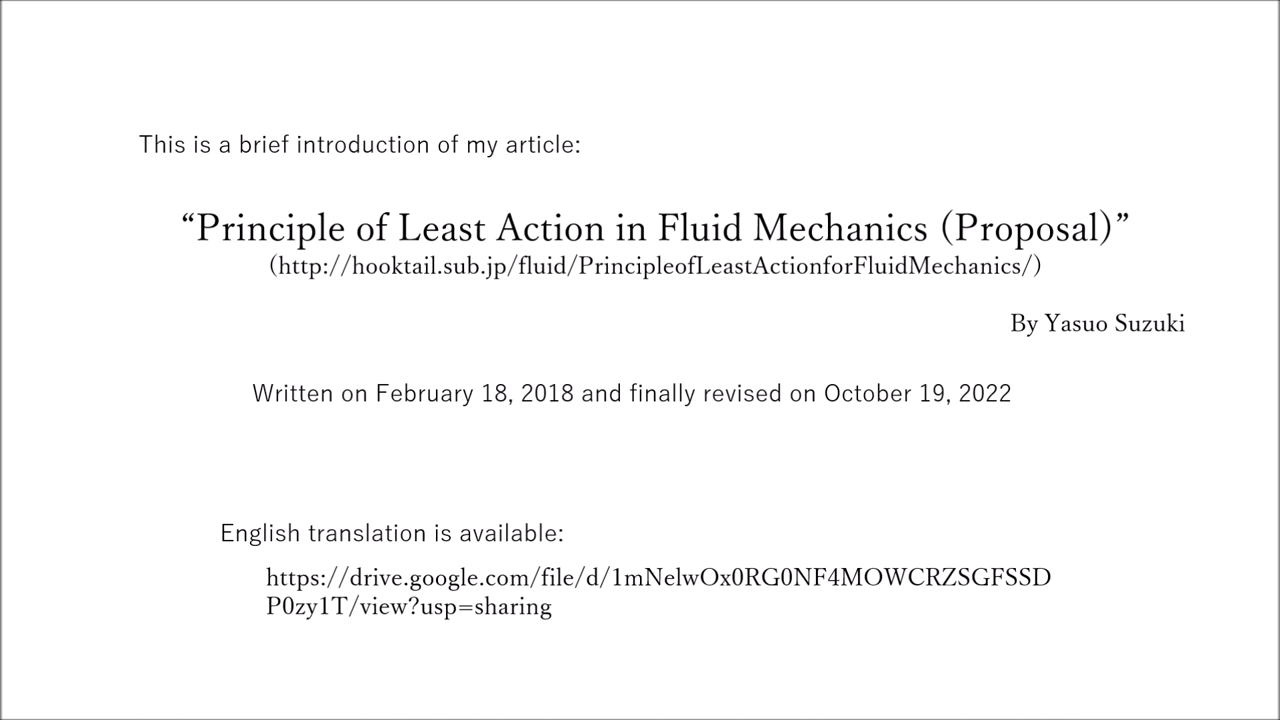 This is a brief introduction of my article:
“Principle of Least Action in Fluid Mechanics (Proposal)”
(http://hooktail.sub.jp/fluid/PrincipleofLeastActionforFluidMechanics/)
By Yasuo Suzuki
Written on February 18, 2018 and finally revised on October 19, 2022
English translation is available:
https://drive.google.com/file/d/1mNelwOx0RG0NF4MOWCRZSGFSSD
P0zy1T/view?usp=sharing